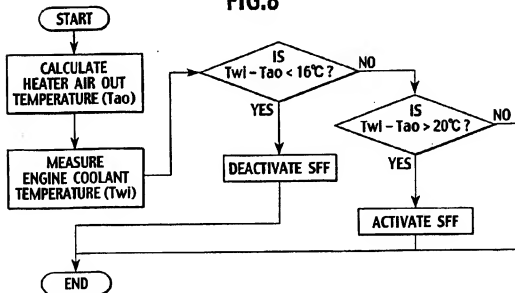 FIG.8
START
CALCULATE
HEATER AIR OUT
TEMPERATURE (Tao)
MEASURE
ENGINE COOLANT
TEMPERATURE (Twi)
IS
Twi – Tao < 16℃ ?
NO
YES
DEACTIVATE SFF
IS
Twi – Tao > 20℃ ?
NO
YES
ACTIVATE SFF
END